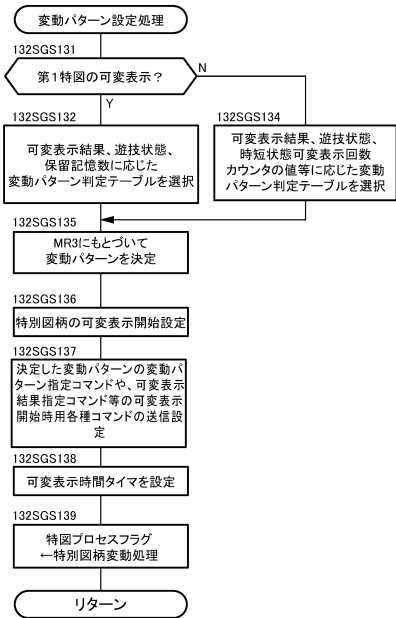 変動パターン設定処理
132SGS131
第1特図の可変表示？
N
Y
132SGS132
可変表示結果、遊技状態、
保留記憶数に応じた
変動パターン判定テーブルを選択
132SGS134
可変表示結果、遊技状態、
時短状態可変表示回数
カウンタの値等に応じた変動
パターン判定テーブルを選択
132SGS135
MR3にもとづいて
変動パターンを決定
132SGS136
特別図柄の可変表示開始設定
132SGS137
決定した変動パターンの変動パ
ターン指定コマンドや、可変表示
結果指定コマンド等の可変表示
開始時用各種コマンドの送信設
定
132SGS138
可変表示時間タイマを設定
132SGS139
特図プロセスフラグ
←特別図柄変動処理
リターン